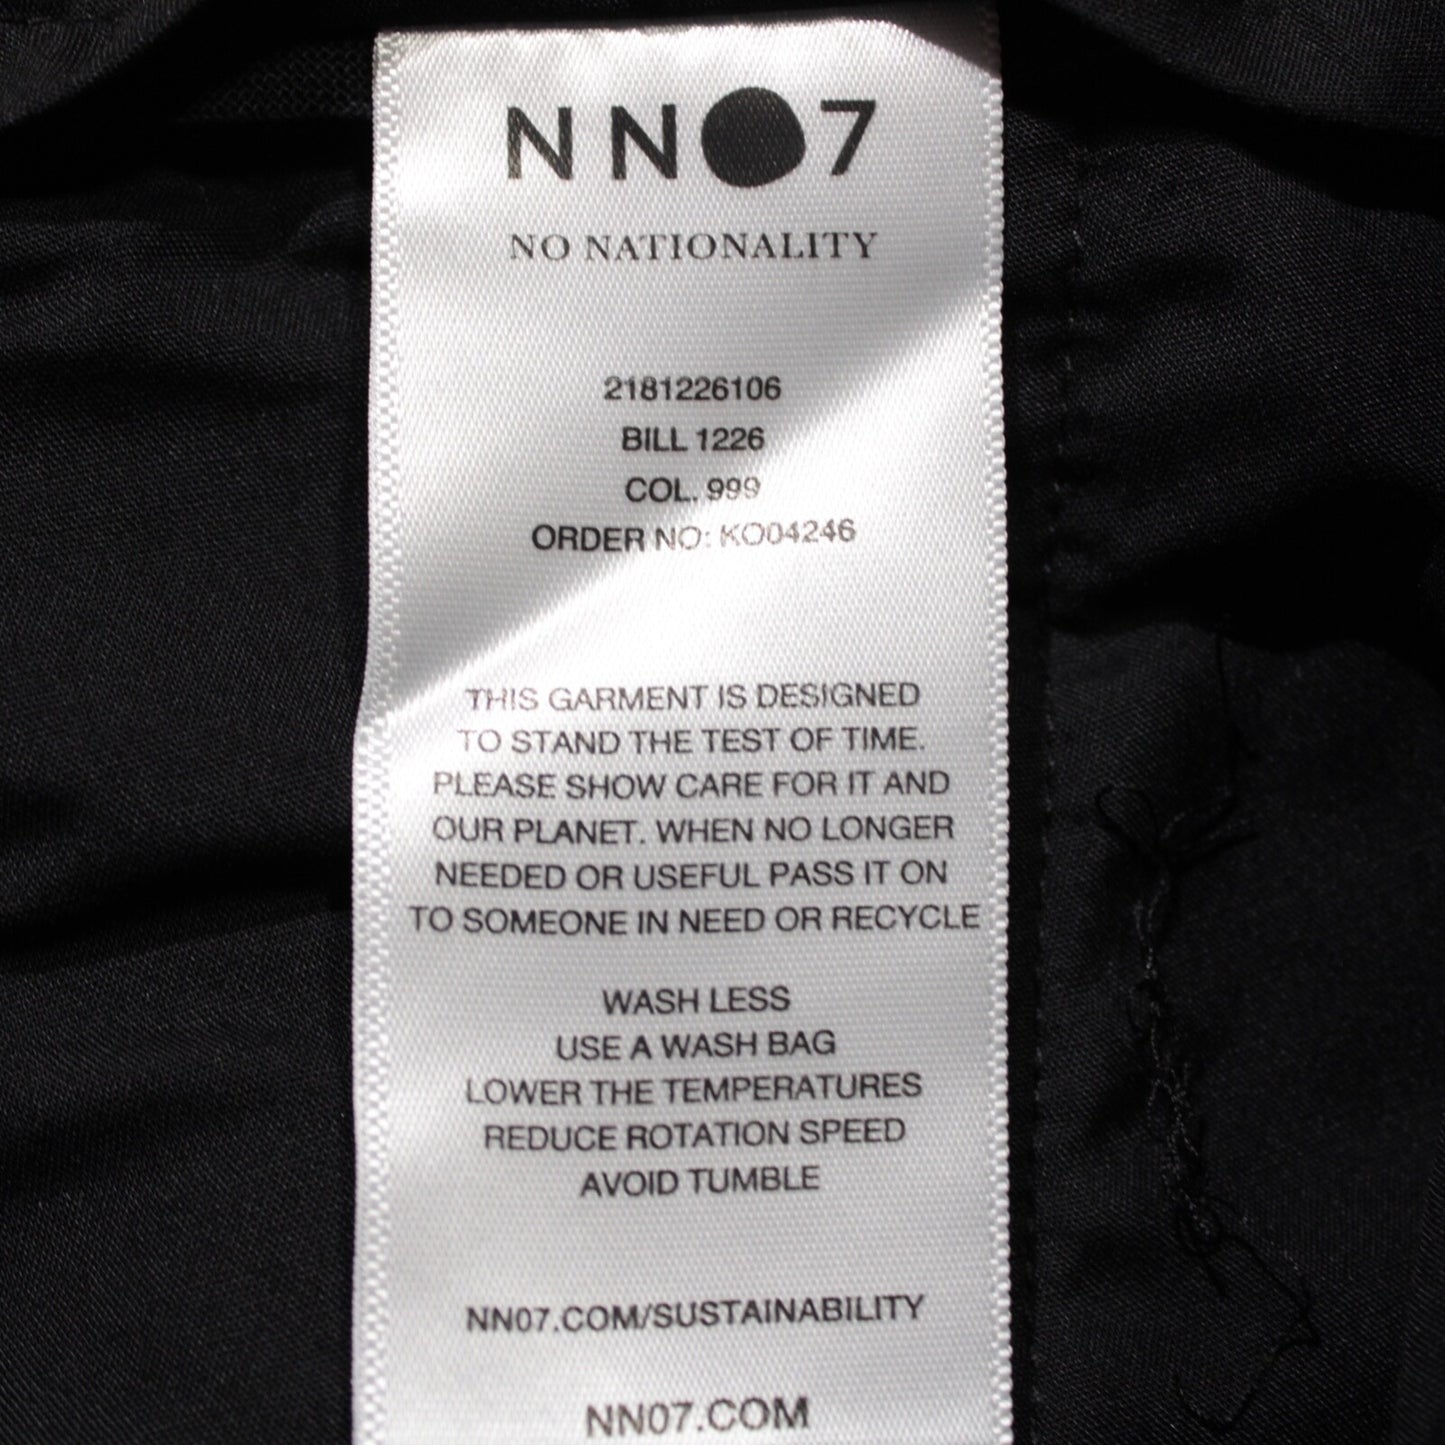 NN07
NO NATIONALITY
2181226106
BILL 1226
COL. 999
ORDER NO: KO04246
THIS GARMENT IS DESIGNED
TO STAND THE TEST OF TIME.
PLEASE SHOW CARE FOR IT AND
OUR PLANET. WHEN NO LONGER
NEEDED OR USEFUL PASS IT ON
TO SOMEONE IN NEED OR RECYCLE
WASH LESS
USE A WASH BAG
LOWER THE TEMPERATURES
REDUCE ROTATION SPEED
AVOID TUMBLE
NN07.COM/SUSTAINABILITY
NN07.COM